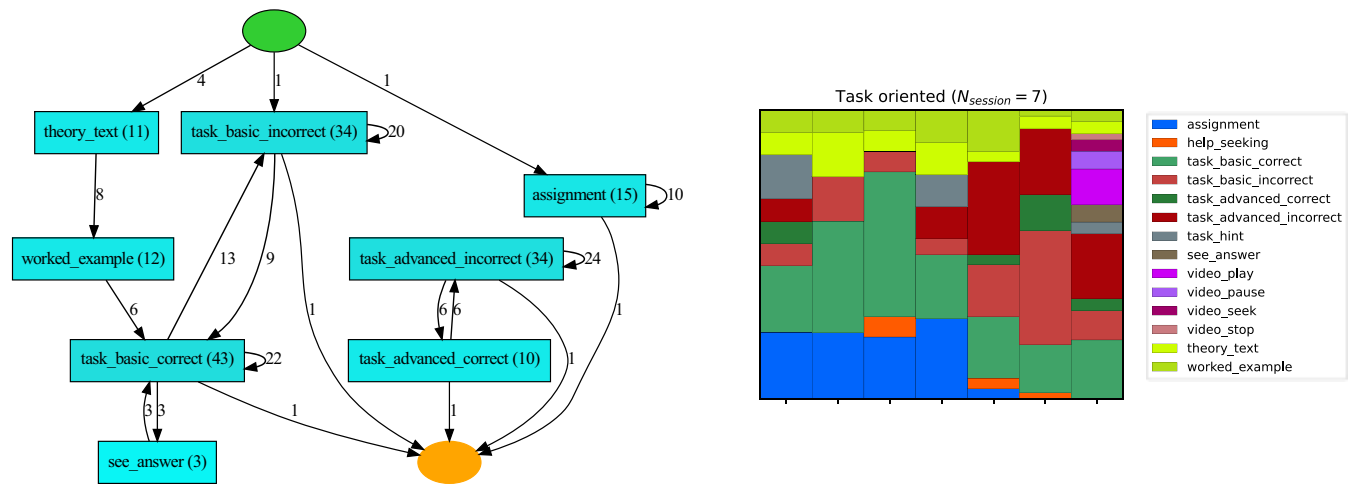 4
1
1
theory_text (11)
task_basic_incorrect (34)
20
8
assignment (15)
10
worked_example (12)
13
9
task_advanced_incorrect (34)
24
6
6
6
1
1
task_basic_correct (43)
22
task_advanced_correct (10)
1
3
3
1
1
see_answer (3)
Task oriented (N_session = 7)
assignment
help_seeking
task_basic_correct
task_basic_incorrect
task_advanced_correct
task_advanced_incorrect
task_hint
see_answer
video_play
video_pause
video_seek
video_stop
theory_text
worked_example